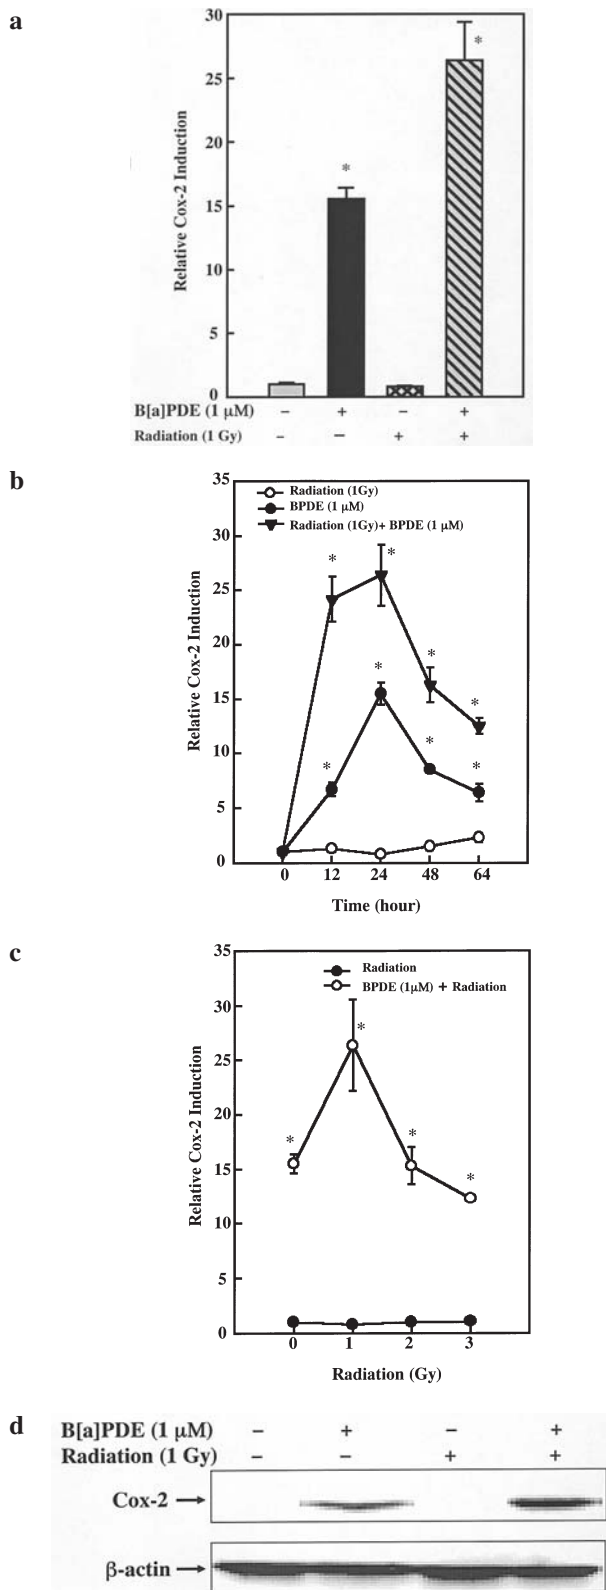 a
30
25
20
15
10
5
0
Relative Cox-2 Induction
*
*
B[a]PDE (1 μM) – + – +
Radiation (1 Gy) – – + +
b
35
30
25
20
15
10
5
0
Relative Cox-2 Induction
Radiation (1Gy)
BPDE (1 μM)
Radiation (1Gy)+ BPDE (1 μM)
* *
*
*
* *
* *
0 12 24 48 64
Time (hour)
c
35
30
25
20
15
10
5
0
Relative Cox-2 Induction
Radiation
BPDE (1μM) + Radiation
*
* *
*
0 1 2 3
Radiation (Gy)
d
B[a]PDE (1 μM) – + – +
Radiation (1 Gy) – – + +
Cox-2 →
β-actin →